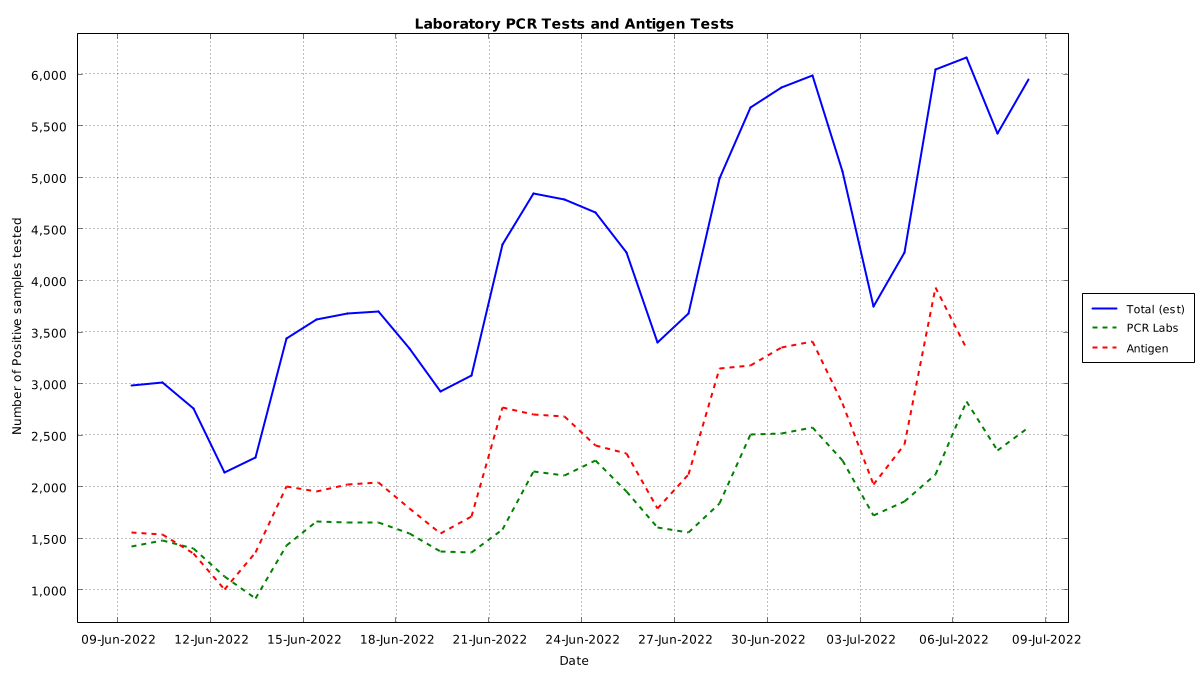 Laboratory PCR Tests and Antigen Tests
Number of Positive samples tested
6,000
5,500
5,000
4,500
4,000
3,500
3,000
2,500
2,000
1,500
1,000
09-Jun-2022 12-Jun-2022 15-Jun-2022 18-Jun-2022 21-Jun-2022 24-Jun-2022 27-Jun-2022 30-Jun-2022 03-Jul-2022 06-Jul-2022 09-Jul-2022
Date
Total (est)
PCR Labs
Antigen